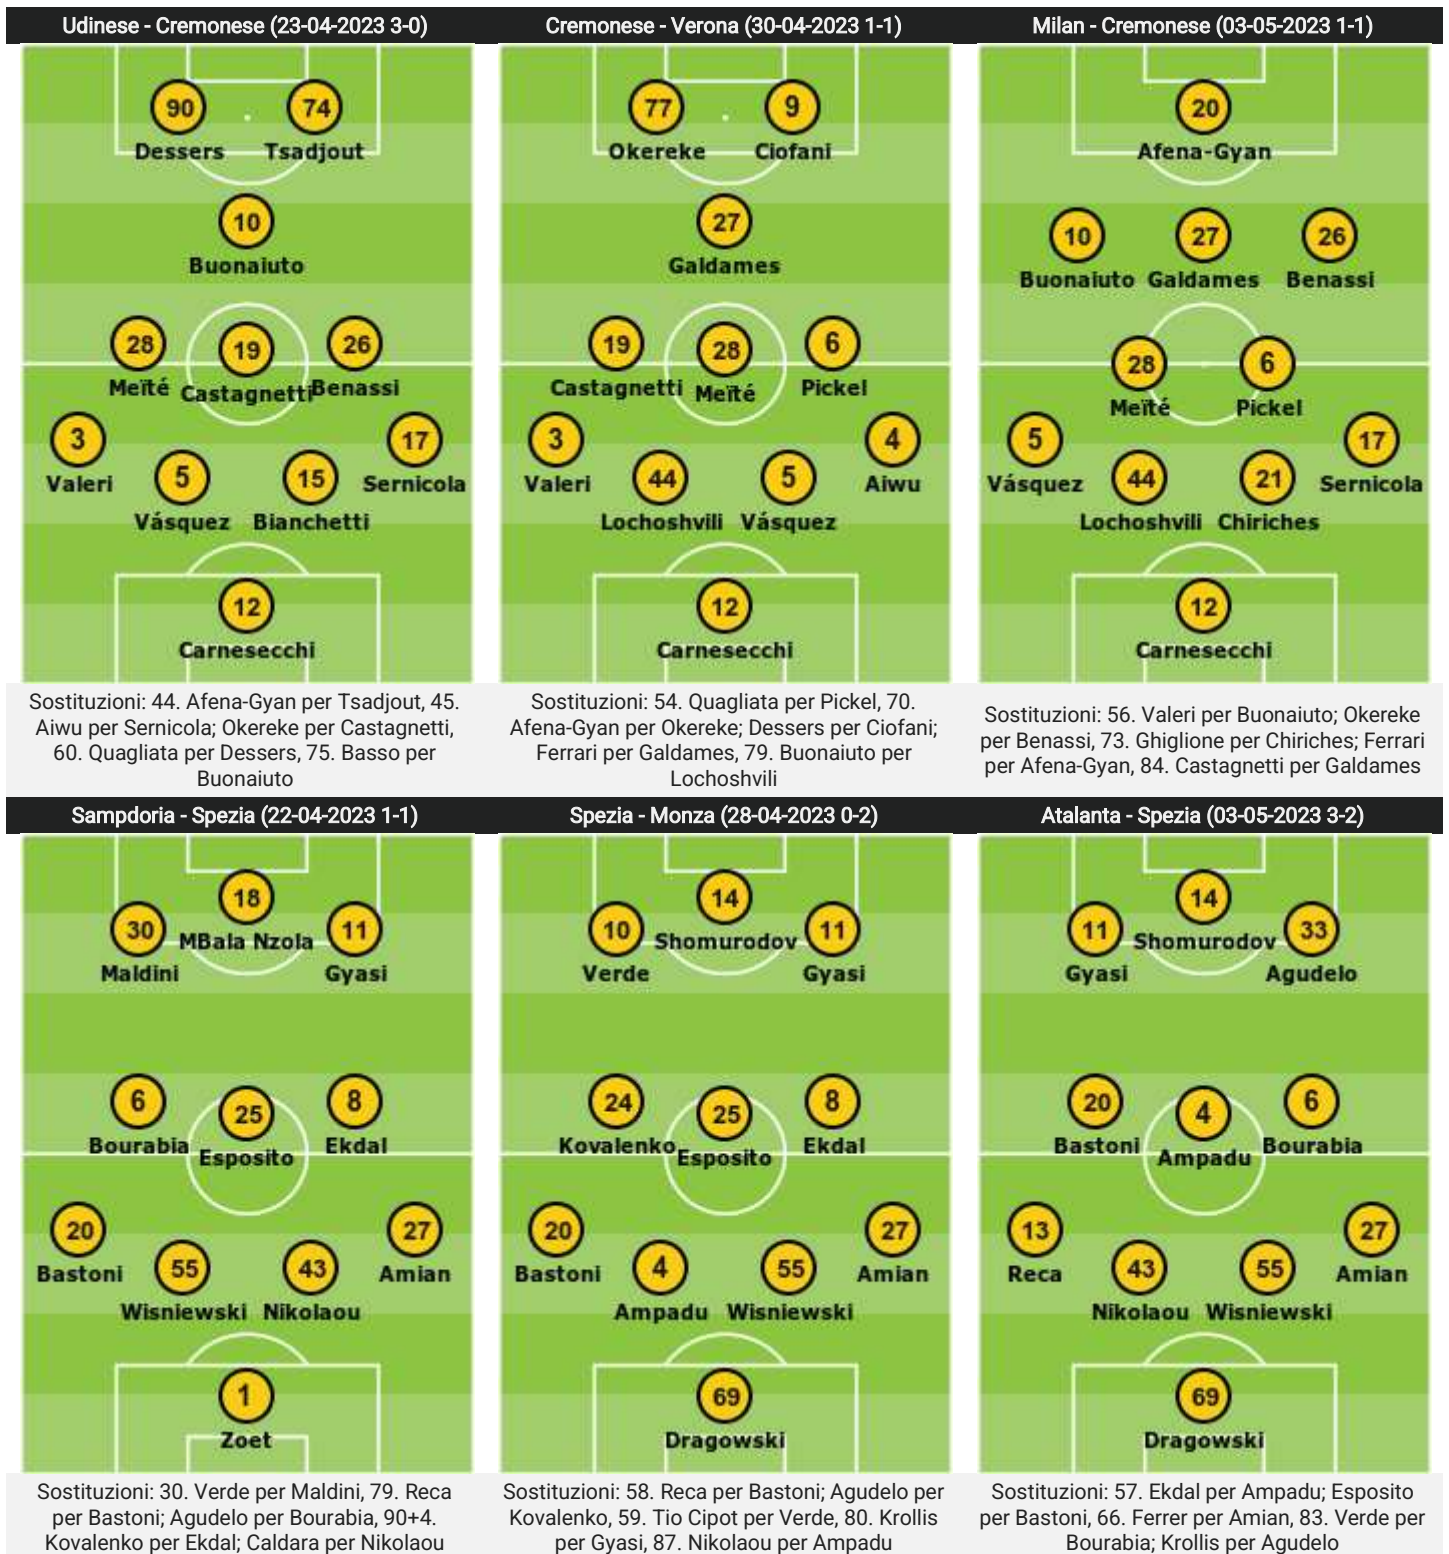 Udinese - Cremonese (23-04-2023 3-0)
90
74
Dessers
Tsadjout
10
Buonaiuto
28
19
26
Meïté
Castagnetti
Benassi
3
17
Valeri
5
15
Sernicola
Vásquez
Bianchetti
12
Carnesecchi
Sostituzioni: 44. Afena-Gyan per Tsadjout, 45.
Aiwu per Sernicola; Okereke per Castagnetti,
60. Quagliata per Dessers, 75. Basso per
Buonaiuto
Cremonese - Verona (30-04-2023 1-1)
77
9
Okereke
Ciofani
27
Galdames
19
28
6
Castagnetti
Meïté
Pickel
3
4
Valeri
44
5
Aiwu
Lochoshvili
Vásquez
12
Carnesecchi
Sostituzioni: 54. Quagliata per Pickel, 70.
Afena-Gyan per Okereke; Dessers per Ciofani;
Ferrari per Galdames, 79. Buonaiuto per
Lochoshvili
Milan - Cremonese (03-05-2023 1-1)
20
Afena-Gyan
10
27
26
Buonaiuto
Galdames
Benassi
28
6
Meïté
Pickel
5
17
Vásquez
44
21
Sernicola
Lochoshvili
Chiriches
12
Carnesecchi
Sostituzioni: 56. Valeri per Buonaiuto; Okereke
per Benassi, 73. Ghiglione per Chiriches; Ferrari
per Afena-Gyan, 84. Castagnetti per Galdames
Sampdoria - Spezia (22-04-2023 1-1)
18
30
MBala Nzola
11
Maldini
Gyasi
6
25
8
Bourabia
Esposito
Ekdal
20
27
Bastoni
55
43
Amian
Wisniewski
Nikolaou
1
Zoet
Sostituzioni: 30. Verde per Maldini, 79. Reca
per Bastoni; Agudelo per Bourabia, 90+4.
Kovalenko per Ekdal; Caldara per Nikolaou
Spezia - Monza (28-04-2023 0-2)
14
10
Shomurodov
11
Verde
Gyasi
24
25
8
Kovalenko
Esposito
Ekdal
20
27
Bastoni
4
55
Amian
Ampadu
Wisniewski
69
Dragowski
Sostituzioni: 58. Reca per Bastoni; Agudelo per
Kovalenko, 59. Tio Cipot per Verde, 80. Krollis
per Gyasi, 87. Nikolaou per Ampadu
Atalanta - Spezia (03-05-2023 3-2)
14
11
Shomurodov
33
Gyasi
Agudelo
20
4
6
Bastoni
Ampadu
Bourabia
13
27
Reca
43
55
Amian
Nikolaou
Wisniewski
69
Dragowski
Sostituzioni: 57. Ekdal per Ampadu; Esposito
per Bastoni, 66. Ferrer per Amian, 83. Verde per
Bourabia; Krollis per Agudelo